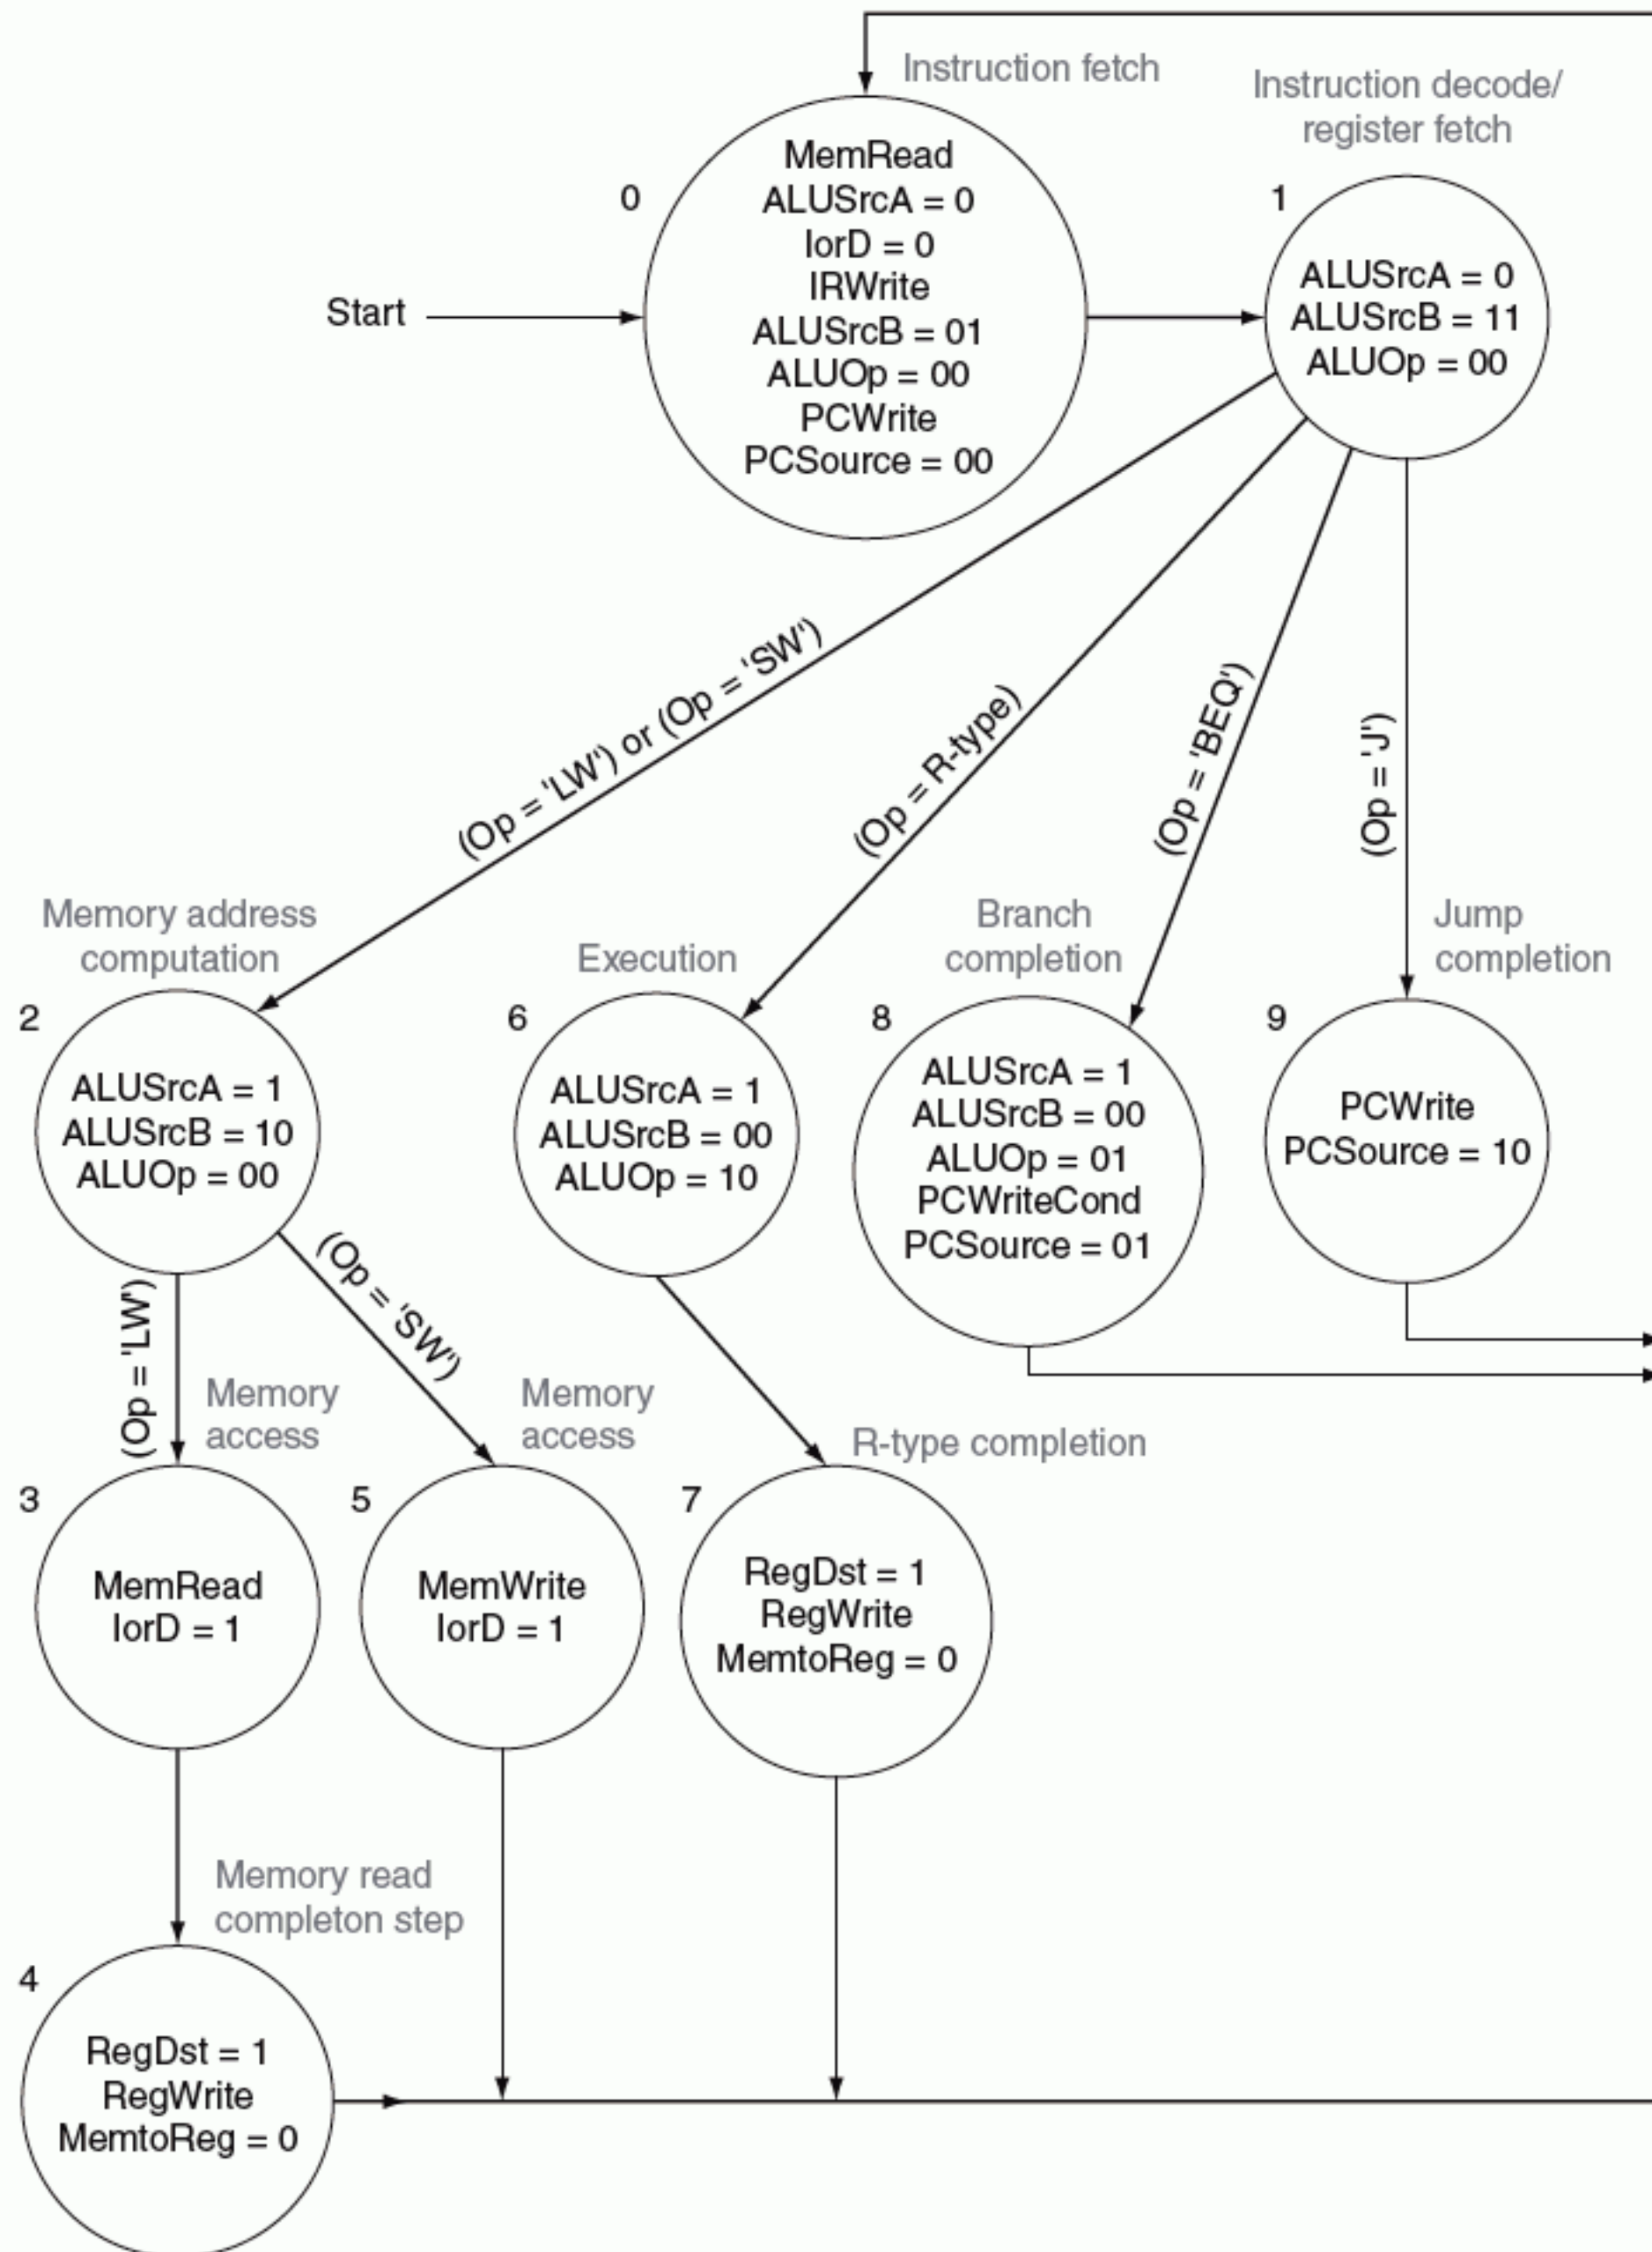 Instruction fetch
Instruction decode/
register fetch
0
MemRead
ALUSrcA = 0
IorD = 0
IRWrite
ALUSrcB = 01
ALUOp = 00
PCWrite
PCSource = 00
1
ALUSrcA = 0
ALUSrcB = 11
ALUOp = 00
Start
(Op = 'LW') or (Op = 'SW')
(Op = R-type)
(Op = 'BEQ')
(Op = 'J')
Memory address
computation
Execution
Branch
completion
Jump
completion
2
ALUSrcA = 1
ALUSrcB = 10
ALUOp = 00
6
ALUSrcA = 1
ALUSrcB = 00
ALUOp = 10
8
ALUSrcA = 1
ALUSrcB = 00
ALUOp = 01
PCWriteCond
PCSource = 01
9
PCWrite
PCSource = 10
(Op = 'LW')
(Op = 'SW')
Memory
access
Memory
access
R-type completion
3
MemRead
IorD = 1
5
MemWrite
IorD = 1
7
RegDst = 1
RegWrite
MemtoReg = 0
Memory read
completon step
4
RegDst = 1
RegWrite
MemtoReg = 0